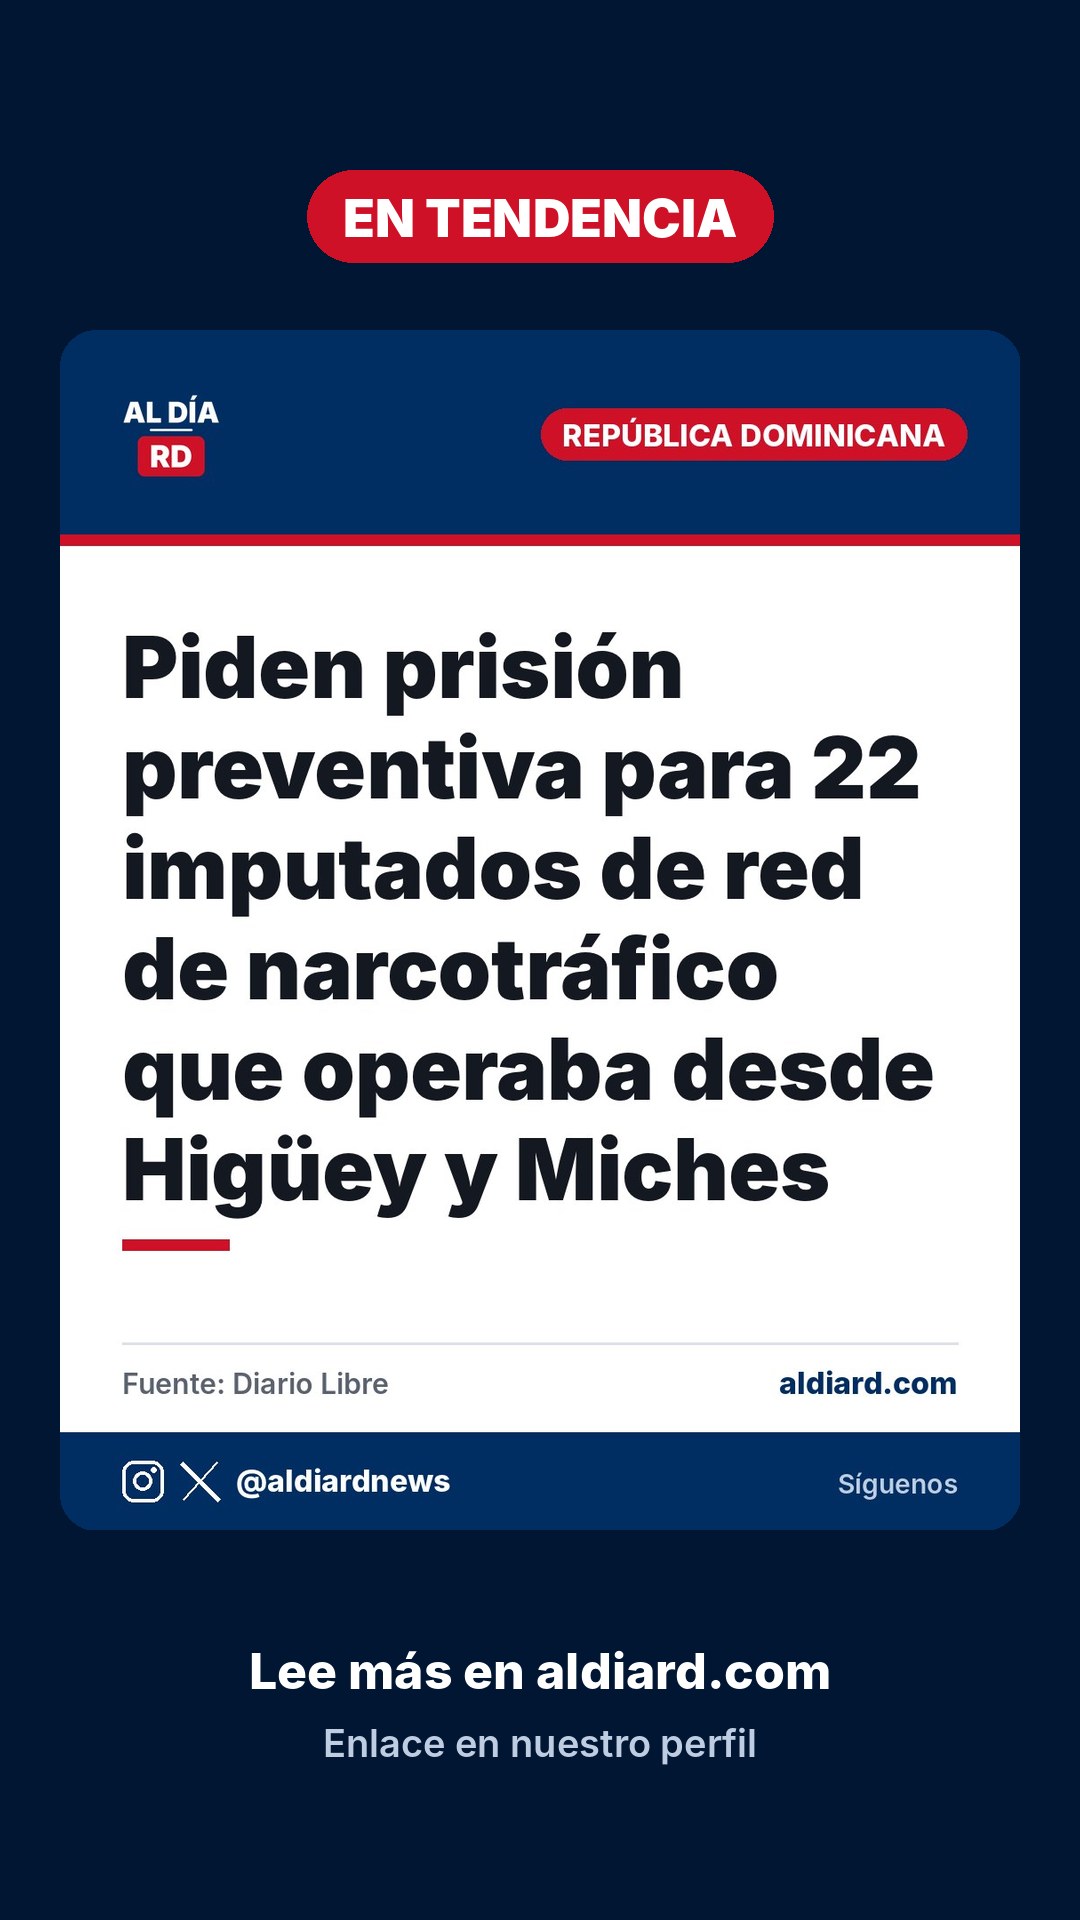 EN TENDENCIA
AL DÍA
RD
REPÚBLICA DOMINICANA
Piden prisión
preventiva para 22
imputados de red
de narcotráfico
que operaba desde
Higüey y Miches
Fuente: Diario Libre
aldiard.com
@aldiardnews
Síguenos
Lee más en aldiard.com
Enlace en nuestro perfil